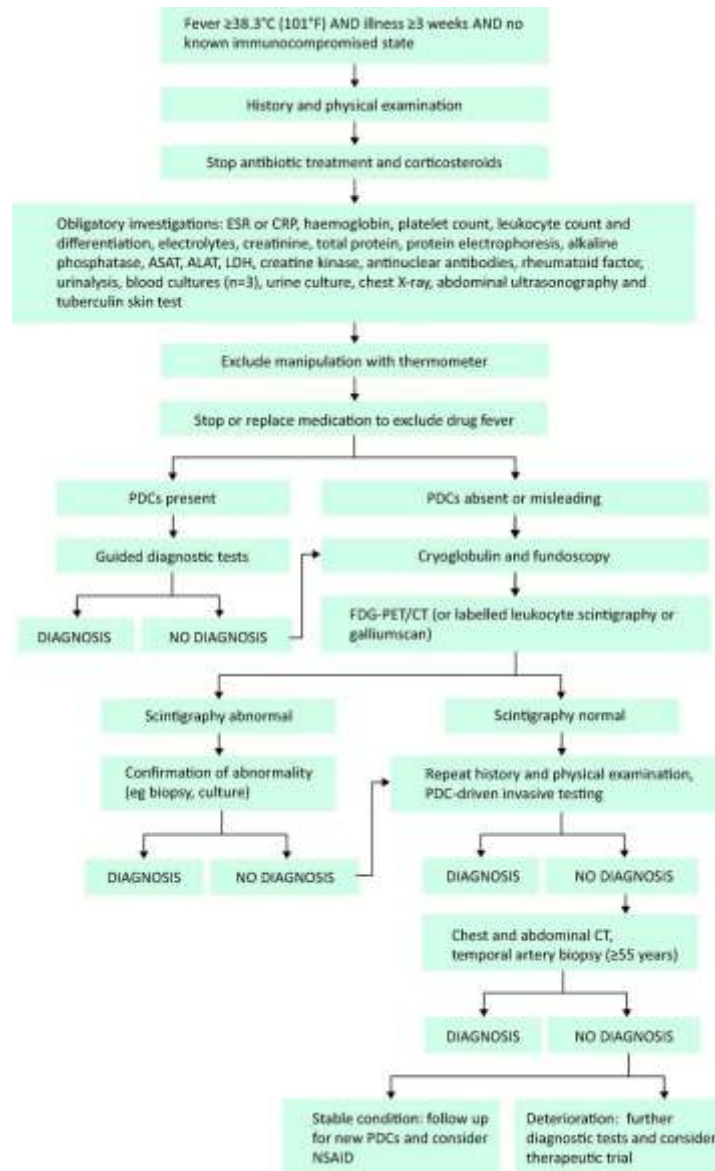 Fever ≥38.3°C (101°F) AND illness ≥3 weeks AND no
known immunocompromised state
History and physical examination
Stop antibiotic treatment and corticosteroids
Obligatory investigations: ESR or CRP, haemoglobin, platelet count, leukocyte count and
differentiation, electrolytes, creatinine, total protein, protein electrophoresis, alkaline
phosphatase, ASAT, ALAT, LDH, creatine kinase, antinuclear antibodies, rheumatoid factor,
urinalysis, blood cultures (n=3), urine culture, chest X-ray, abdominal ultrasonography and
tuberculin skin test
Exclude manipulation with thermometer
Stop or replace medication to exclude drug fever
PDCs present
PDCs absent or misleading
Guided diagnostic tests
Cryoglobulin and fundoscopy
DIAGNOSIS
NO DIAGNOSIS
FDG-PET/CT (or labelled leukocyte scintigraphy or
galliumscan)
Scintigraphy abnormal
Scintigraphy normal
Confirmation of abnormality
(eg biopsy, culture)
Repeat history and physical examination,
PDC-driven invasive testing
DIAGNOSIS
NO DIAGNOSIS
DIAGNOSIS
NO DIAGNOSIS
Chest and abdominal CT,
temporal artery biopsy (≥55 years)
DIAGNOSIS
NO DIAGNOSIS
Stable condition: follow up
for new PDCs and consider
NSAID
Deterioration: further
diagnostic tests and consider
therapeutic trial